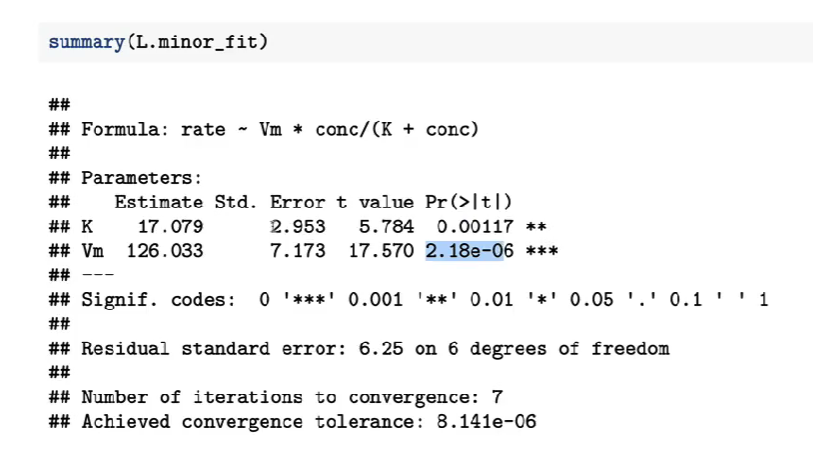 summary(L.minor_fit)
##
## Formula: rate ~ Vm * conc/(K + conc)
##
## Parameters:
##    Estimate Std. Error t value Pr(>|t|)
## K    17.079      2.953   5.784  0.00117 **
## Vm  126.033      7.173  17.570 2.18e-06 ***
## ---
## Signif. codes:  0 '***' 0.001 '**' 0.01 '*' 0.05 '.' 0.1 ' ' 1
##
## Residual standard error: 6.25 on 6 degrees of freedom
##
## Number of iterations to convergence: 7
## Achieved convergence tolerance: 8.141e-06